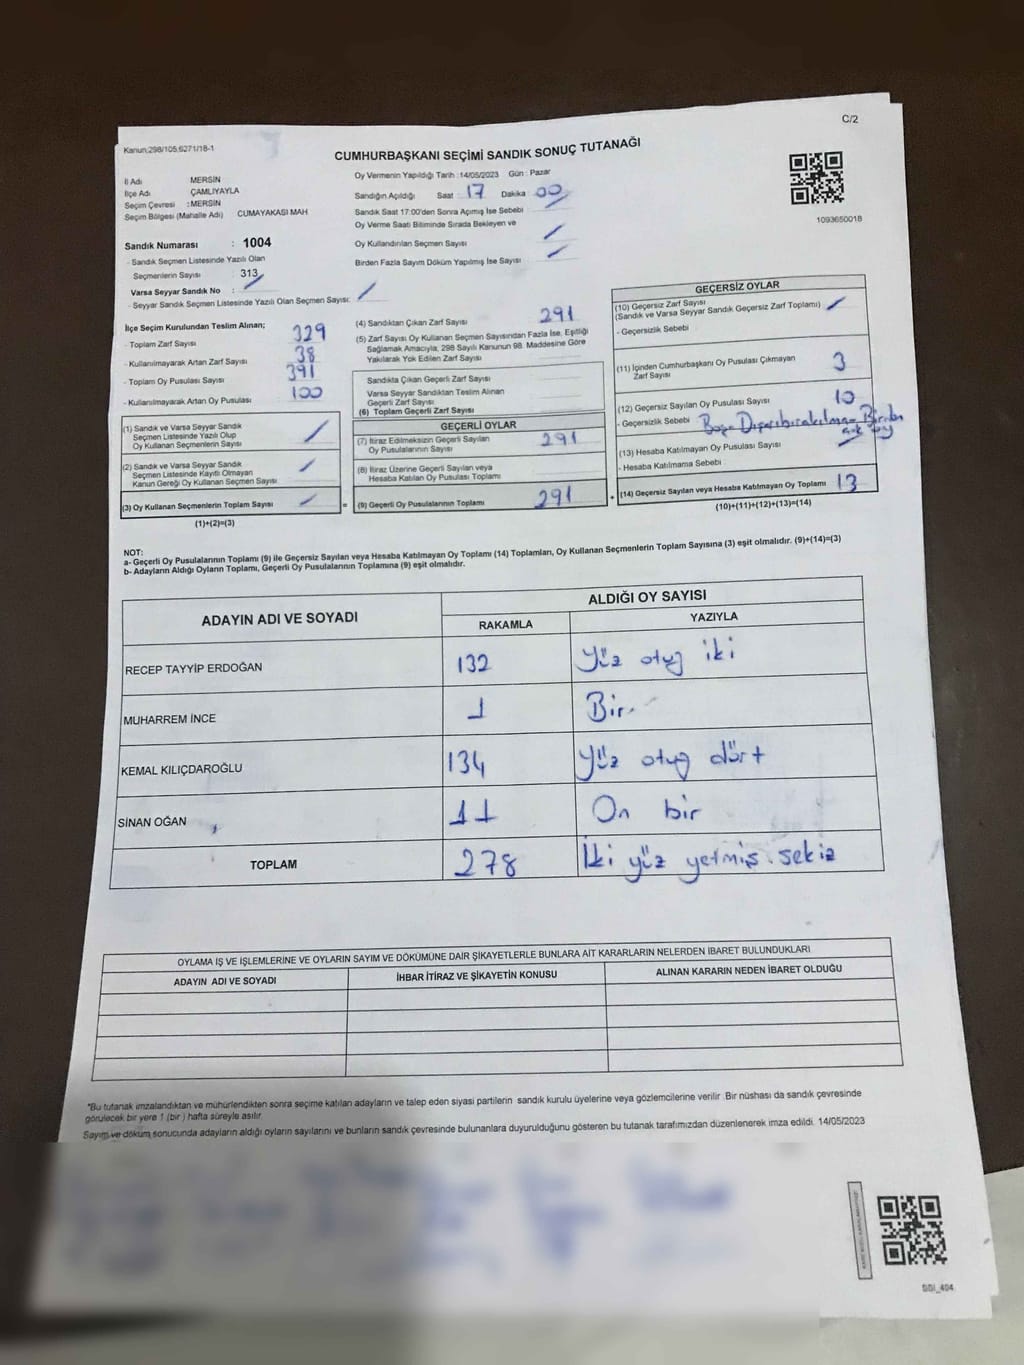 C/2
Kanun:298/105;6271/18-1
CUMHURBAŞKANI SEÇİMİ SANDIK SONUÇ TUTANAĞI
1093650018
İl Adı MERSİN
İlçe Adı ÇAMLIYAYLA
Seçim Çevresi : MERSİN
Seçim Bölgesi (Mahalle Adı) CUMAYAKASI MAH
Sandık Numarası : 1004
- Sandık Seçmen Listesinde Yazılı Olan
Seçmenlerin Sayısı : 313
Varsa Seyyar Sandık No :
- Seyyar Sandık Seçmen Listesinde Yazılı Olan Seçmen Sayısı:
Oy Vermenin Yapıldığı Tarih : 14/05/2023 Gün : Pazar
Sandığın Açıldığı Saat : 17 Dakika : 00
Sandık Saat 17:00'den Sonra Açımış İse Sebebi
Oy Verme Saati Bitiminde Sırada Bekleyen ve
Oy Kullandırılan Seçmen Sayısı
Birden Fazla Sayım Döküm Yapılmış İse Sayısı
İlçe Seçim Kurulundan Teslim Alınan;
- Toplam Zarf Sayısı 329
- Kullanılmayarak Artan Zarf Sayısı 38
- Toplam Oy Pusulası Sayısı 391
- Kullanılmayarak Artan Oy Pusulası 100
(1) Sandık ve Varsa Seyyar Sandık
Seçmen Listesinde Yazılı Olup
Oy Kullanan Seçmenlerin Sayısı
(2) Sandık ve Varsa Seyyar Sandık
Seçmen Listesinde Kayıtlı Olmayan
Kanun Gereği Oy Kullanan Seçmen Sayısı
(3) Oy Kullanan Seçmenlerin Toplam Sayısı =
(1)+(2)=(3)
(4) Sandıktan Çıkan Zarf Sayısı 291
(5) Zarf Sayısı Oy Kullanan Seçmen Sayısından Fazla İse, Eşitliği
Sağlamak Amacıyla, 298 Sayılı Kanunun 98. Maddesine Göre
Yakılarak Yok Edilen Zarf Sayısı
Sandıkta Çıkan Geçerli Zarf Sayısı
Varsa Seyyar Sandıktan Teslim Alınan
Geçerli Zarf Sayısı
(6) Toplam Geçerli Zarf Sayısı
GEÇERLİ OYLAR
(7) İtiraz Edilmeksizin Geçerli Sayılan
Oy Pusulalarının Sayısı 291
(8) İtiraz Üzerine Geçerli Sayılan veya
Hesaba Katılan Oy Pusulaları Toplamı
(9) Geçerli Oy Pusulalarının Toplamı 291 +
GEÇERSİZ OYLAR
(10) Geçersiz Zarf Sayısı
(Sandık ve Varsa Seyyar Sandık Geçersiz Zarf Toplamı)
- Geçersizlik Sebebi
(11) İçinden Cumhurbaşkanı Oy Pusulası Çıkmayan
Zarf Sayısı 3
(12) Geçersiz Sayılan Oy Pusulası Sayısı 10
- Geçersizlik Sebebi
(13) Hesaba Katılmayan Oy Pusulası Sayısı
- Hesaba Katılmama Sebebi
(14) Geçersiz Sayılan veya Hesaba Katılmayan Oy Toplamı 13
(10)+(11)+(12)+(13)=(14)
NOT:
a- Geçerli Oy Pusulalarının Toplamı (9) ile Geçersiz Sayılan veya Hesaba Katılmayan Oy Toplamı (14) Toplamları, Oy Kullanan Seçmenlerin Toplam Sayısına (3) eşit olmalıdır. (9)+(14)=(3)
b- Adayların Aldığı Oyların Toplamı, Geçerli Oy Pusulalarının Toplamına (9) eşit olmalıdır.
ADAYIN ADI VE SOYADI ALDIĞI OY SAYISI
RAKAMLA YAZIYLA
RECEP TAYYİP ERDOĞAN 132 Yüz otuz iki
MUHARREM İNCE 1 Bir
KEMAL KILIÇDAROĞLU 134 Yüz otuz dört
SİNAN OĞAN 11 On bir
TOPLAM 278 İki yüz yetmiş sekiz
OYLAMA İŞ VE İŞLEMLERİNE VE OYLARIN SAYIM VE DÖKÜMÜNE DAİR ŞİKAYETLERLE BUNLARA AİT KARARLARIN NELERDEN İBARET BULUNDUKLARI
ADAYIN ADI VE SOYADI İHBAR İTİRAZ VE ŞİKAYETİN KONUSU ALINAN KARARIN NEDEN İBARET OLDUĞU
*Bu tutanak imzalandıktan ve mühürlendikten sonra seçime katılan adayların ve talep eden siyasi partilerin sandık kurulu üyelerine veya gözlemcilerine verilir. Bir nüshası da sandık çevresinde
görülecek bir yere 1 (bir ) hafta süreyle asılır.
Sayım ve döküm sonucunda adayların aldığı oyların sayılarını ve bunların sandık çevresinde bulunanlara duyurulduğunu gösteren bu tutanak tarafımızdan düzenlenerek imza edildi. 14/05/2023